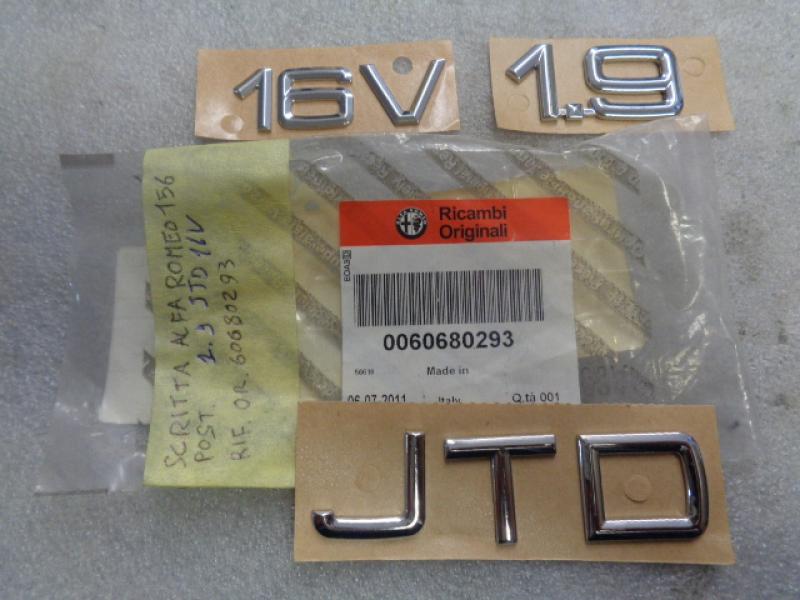 16V
1.9
SCRITTA ALFA ROMEO 156
POST. 1.9 JTD 16V
RIF. OR. 60680293
Ricambi
Originali
0060680293
Made in
06.07.2011 Italy Q.tà 001
JTD